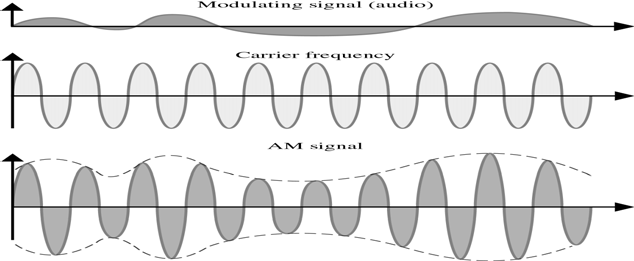 Modulating signal (audio)
Carrier frequency
AM signal